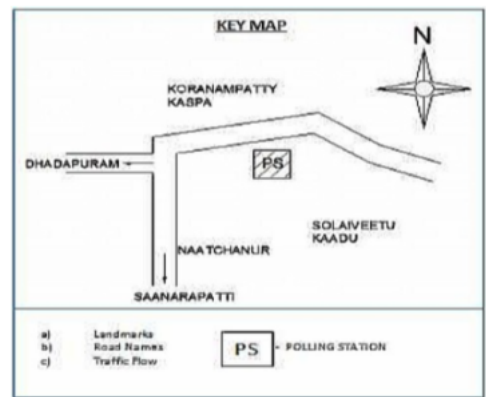 KEY MAP
N
KORANAMPATTY
KASPA
DHADAPURAM
PS
SOLAIVEETU
KAADU
NAATCHANUR
SAANARAPATTI
a) Landmarks
b) Road Names
c) Traffic Flow
PS - POLLING STATION